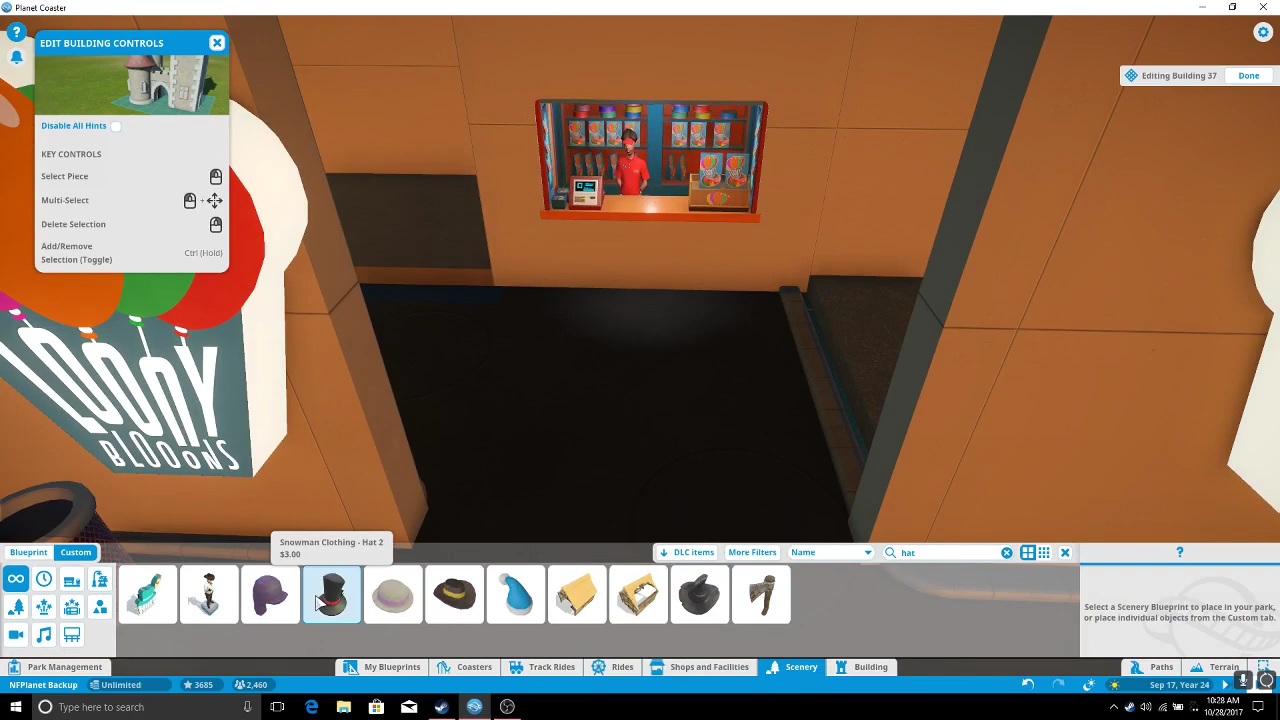 Planet Coaster
EDIT BUILDING CONTROLS
Disable All Hints
KEY CONTROLS
Select Piece
Multi-Select
+
Delete Selection
Add/Remove
Selection (Toggle)
Ctrl (Hold)
Editing Building 37
Done
LOONY
BLOOONS
Snowman Clothing - Hat 2
$3.00
Blueprint
Custom
DLC items
More Filters
Name
hat
?
Select a Scenery Blueprint to place in your park,
or place individual objects from the Custom tab.
Park Management
My Blueprints
Coasters
Track Rides
Rides
Shops and Facilities
Scenery
Building
Paths
Terrain
NFPlanet Backup
Unlimited
3685
2,460
Sep 17, Year 24
Type here to search
10:28 AM
10/28/2017